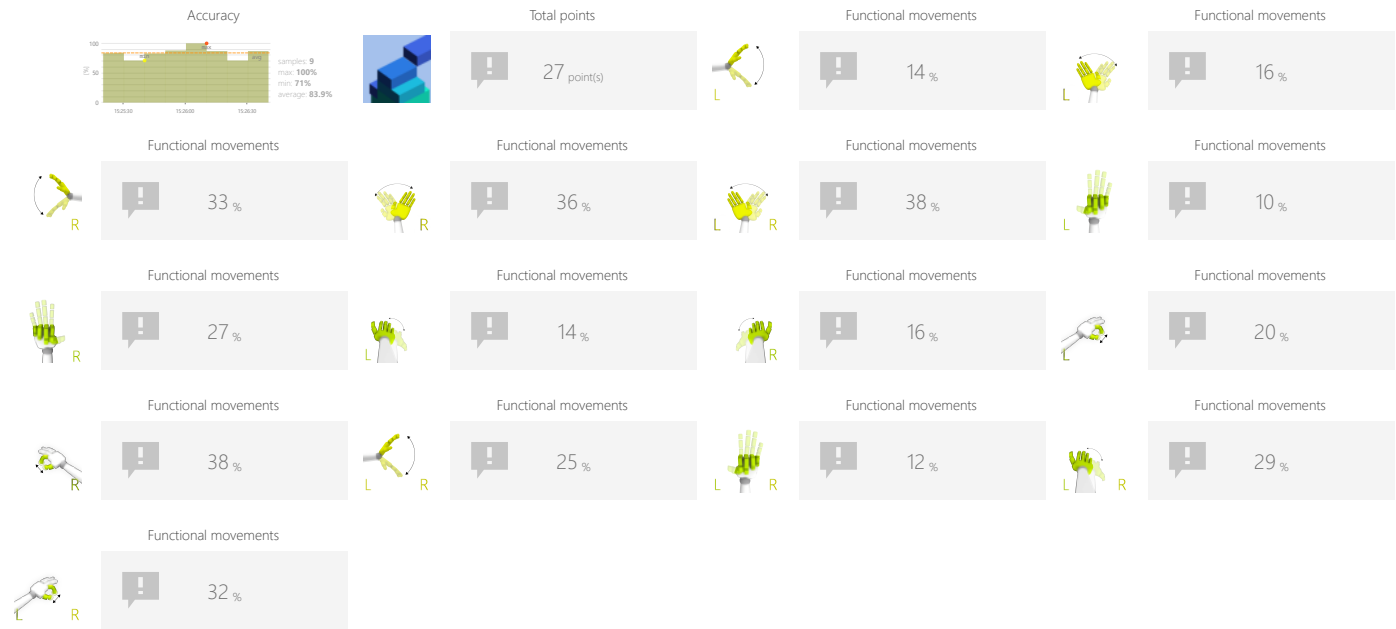 Accuracy
100
50
0
[%]
max
min
avg
15:25:30
15:26:00
15:26:30
samples: 9
max: 100%
min: 71%
average: 83.9%
Total points
27 point(s)
Functional movements
L
14 %
Functional movements
L
16 %
Functional movements
R
33 %
Functional movements
R
36 %
Functional movements
L R
38 %
Functional movements
L
10 %
Functional movements
R
27 %
Functional movements
L
14 %
Functional movements
R
16 %
Functional movements
L
20 %
Functional movements
R
38 %
Functional movements
L R
25 %
Functional movements
L R
12 %
Functional movements
L R
29 %
Functional movements
L R
32 %